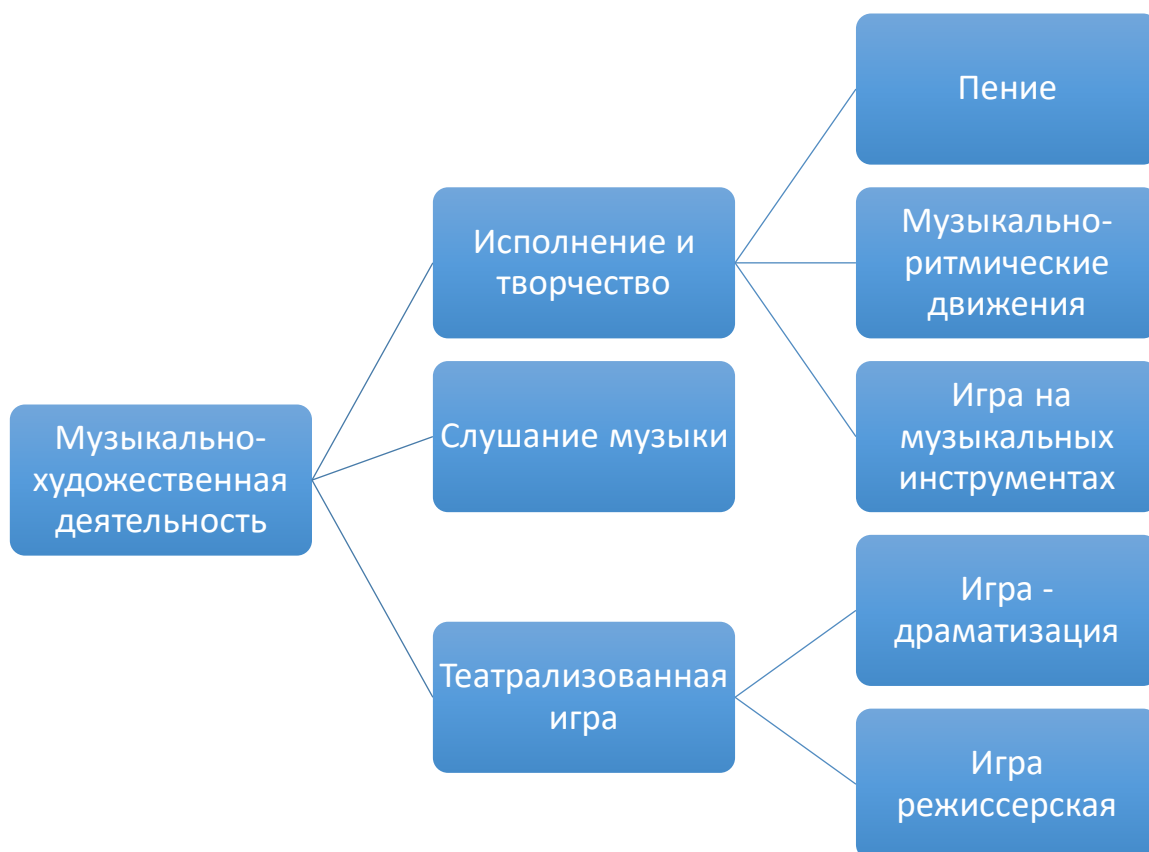 Музыкально-
художественная
деятельность
Исполнение и
творчество
Слушание музыки
Театрализованная
игра
Пение
Музыкально-
ритмические
движения
Игра на
музыкальных
инструментах
Игра -
драматизация
Игра
режиссерская